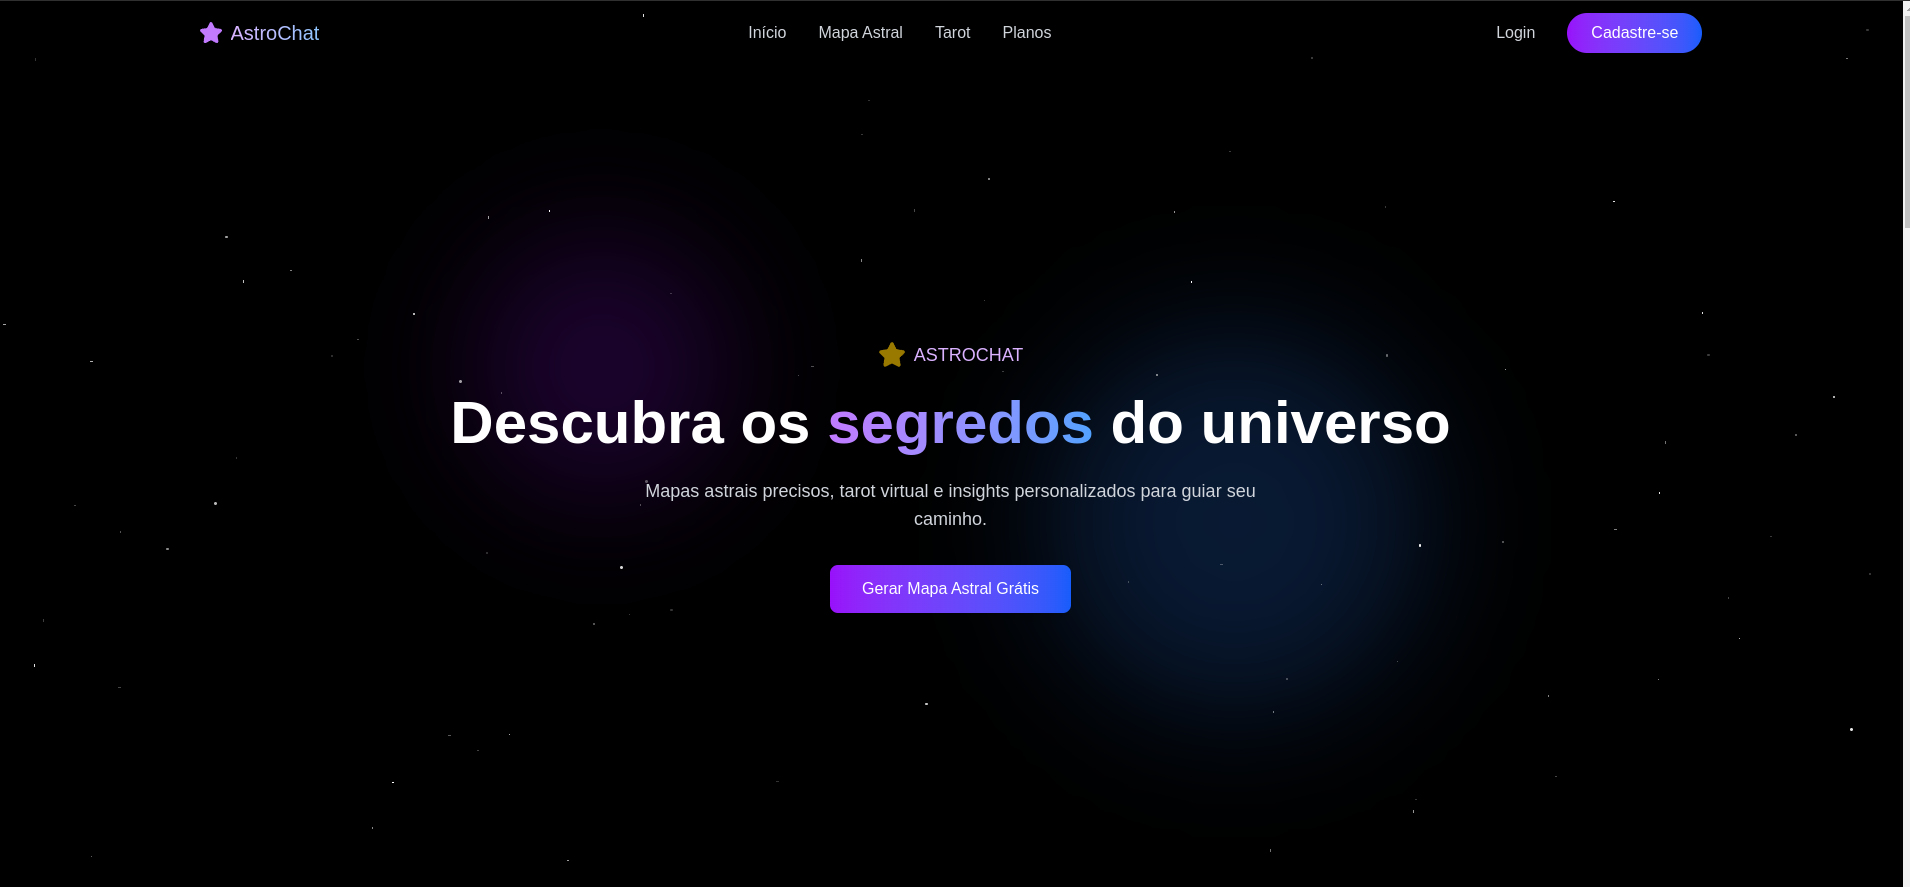 AstroChat
Início
Mapa Astral
Tarot
Planos
Login
Cadastre-se
ASTROCHAT
Descubra os segredos do universo
Mapas astrais precisos, tarot virtual e insights personalizados para guiar seu
caminho.
Gerar Mapa Astral Grátis